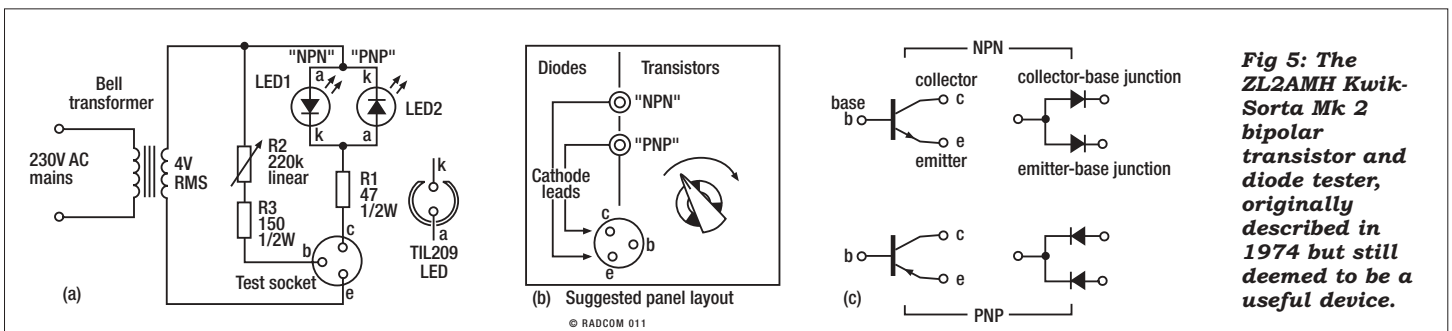 "NPN" "PNP"
Bell
transformer
LED1
a
k
LED2
k
a
230V AC
mains
4V
RMS
R2
220k
linear
R1
47
1/2W
k
R3
150
1/2W
c
b
a
TIL209
LED
Test socket
e
(a)
Diodes
Transistors
"NPN"
"PNP"
Cathode
leads
c
b
e
(b) Suggested panel layout
© RADCOM 011
NPN
collector
collector-base junction
base
b
c
e
emitter
emitter-base junction
b
c
e
(c)
PNP
Fig 5: The
ZL2AMH Kwik-
Sorta Mk 2
bipolar
transistor and
diode tester,
originally
described in
1974 but still
deemed to be a
useful device.